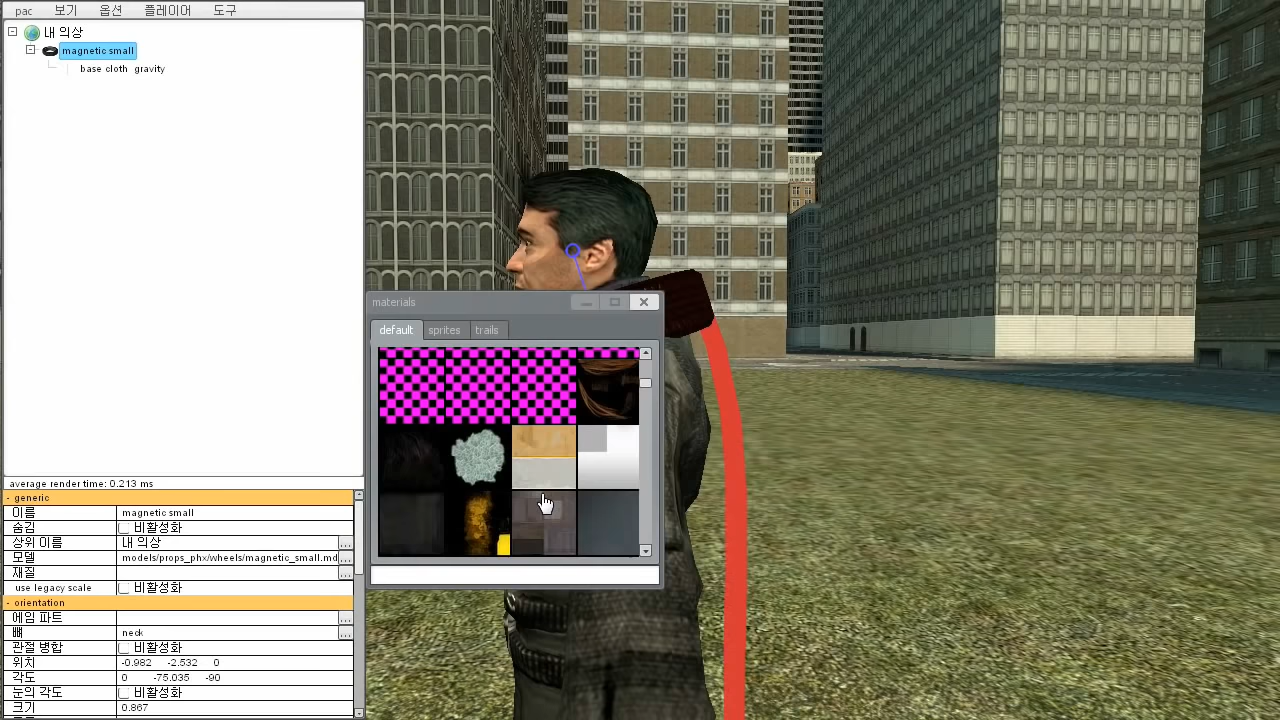 pac 보기 옵션 플레이어 도구
내 의상
magnetic small
base cloth gravity
average render time: 0.213 ms
- generic
이름 magnetic small
숨김 비활성화
상위 이름 내 의상 ...
모델 models/props_phx/wheels/magnetic_small.md ...
재질 ...
use legacy scale 비활성화
- orientation
에임 파트 ...
뼈 neck ...
관절 병합 비활성화
위치 -0.982 -2.532 0
각도 0 -75.035 -90
눈의 각도 비활성화
크기 0.867
materials
default sprites trails